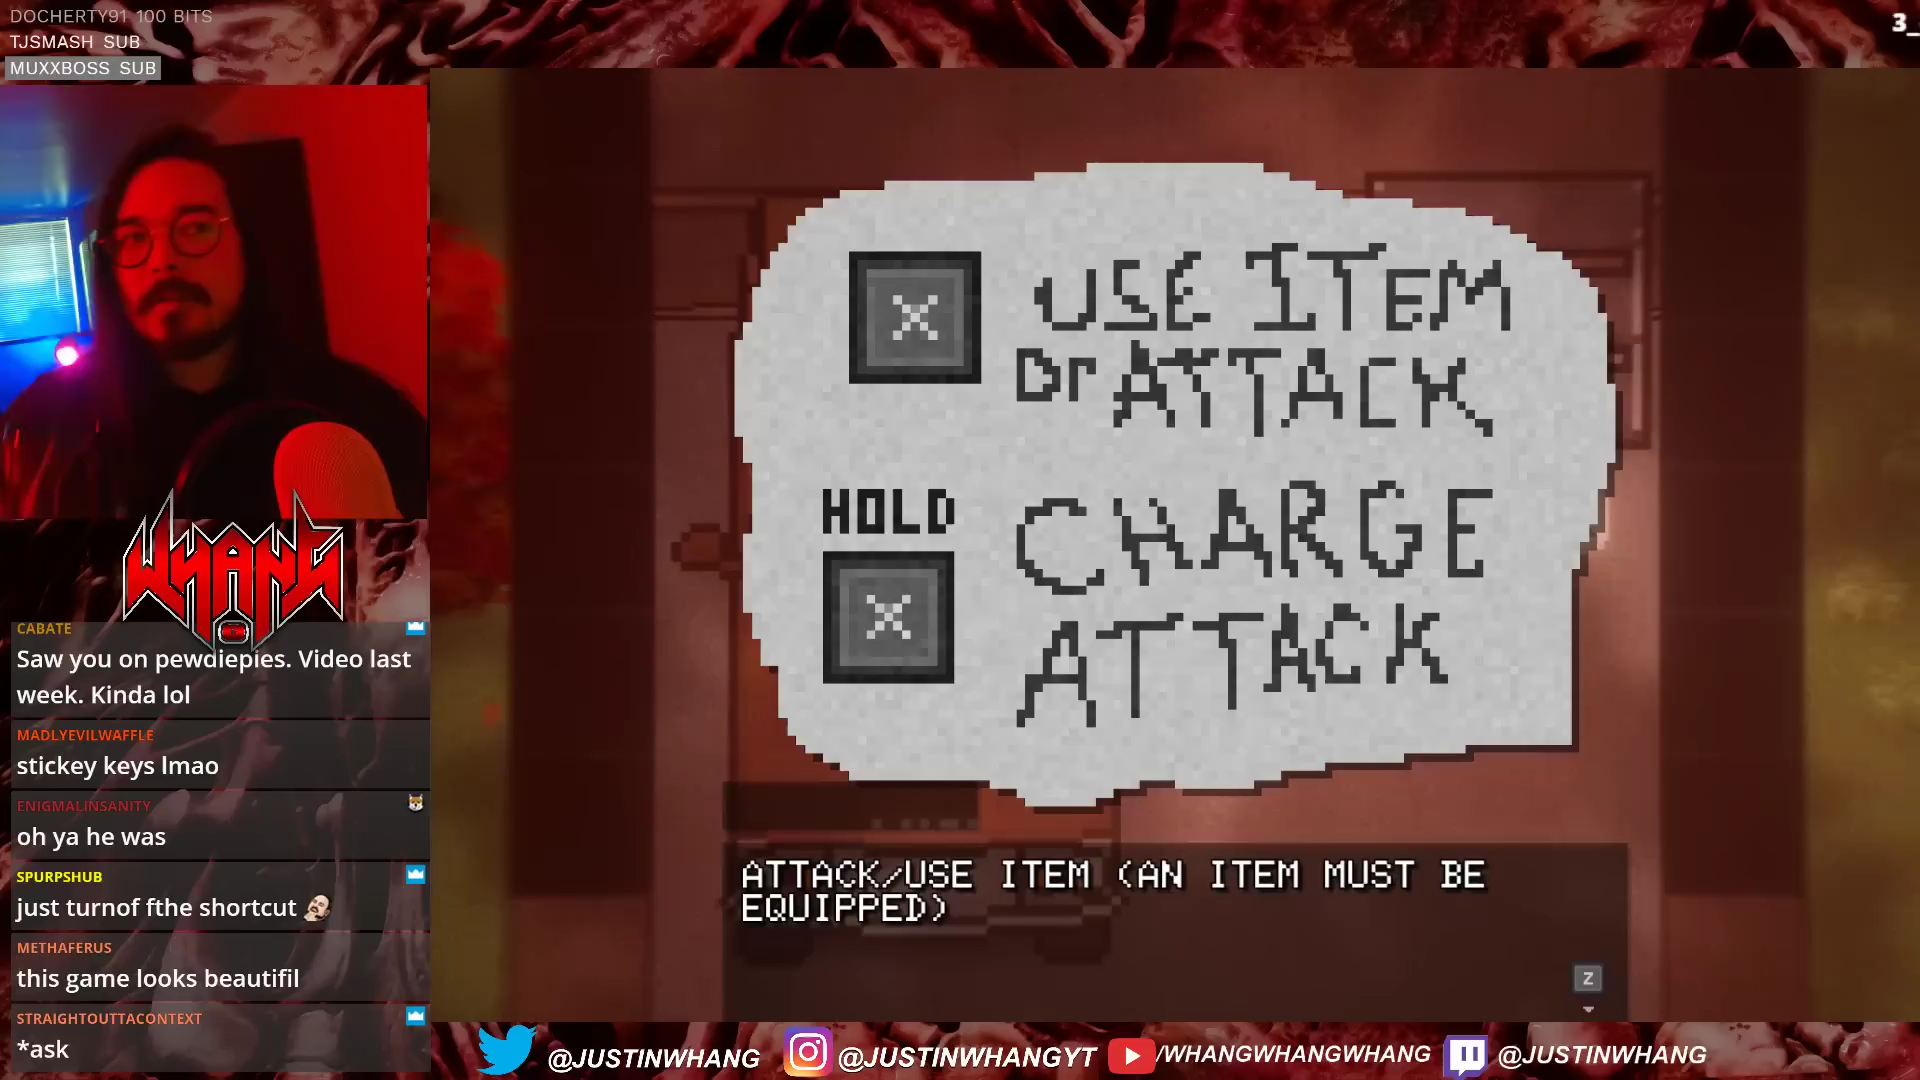 DOCHERTY91 100 BITS
TJSMASH SUB
MUXXBOSS SUB
3_
X USE ITEM
Or ATTACK
HOLD
X CHARGE
ATTACK
ATTACK/USE ITEM (AN ITEM MUST BE
EQUIPPED)
Z
WHANG
CABATE
Saw you on pewdiepies. Video last
week. Kinda lol
MADLYEVILWAFFLE
stickey keys lmao
ENIGMALINSANITY
oh ya he was
SPURPSHUB
just turnof fthe shortcut
METHAFERUS
this game looks beautifil
STRAIGHTOUTTACONTEXT
*ask
@JUSTINWHANG @JUSTINWHANGYT /WHANGWHANGWHANG @JUSTINWHANG